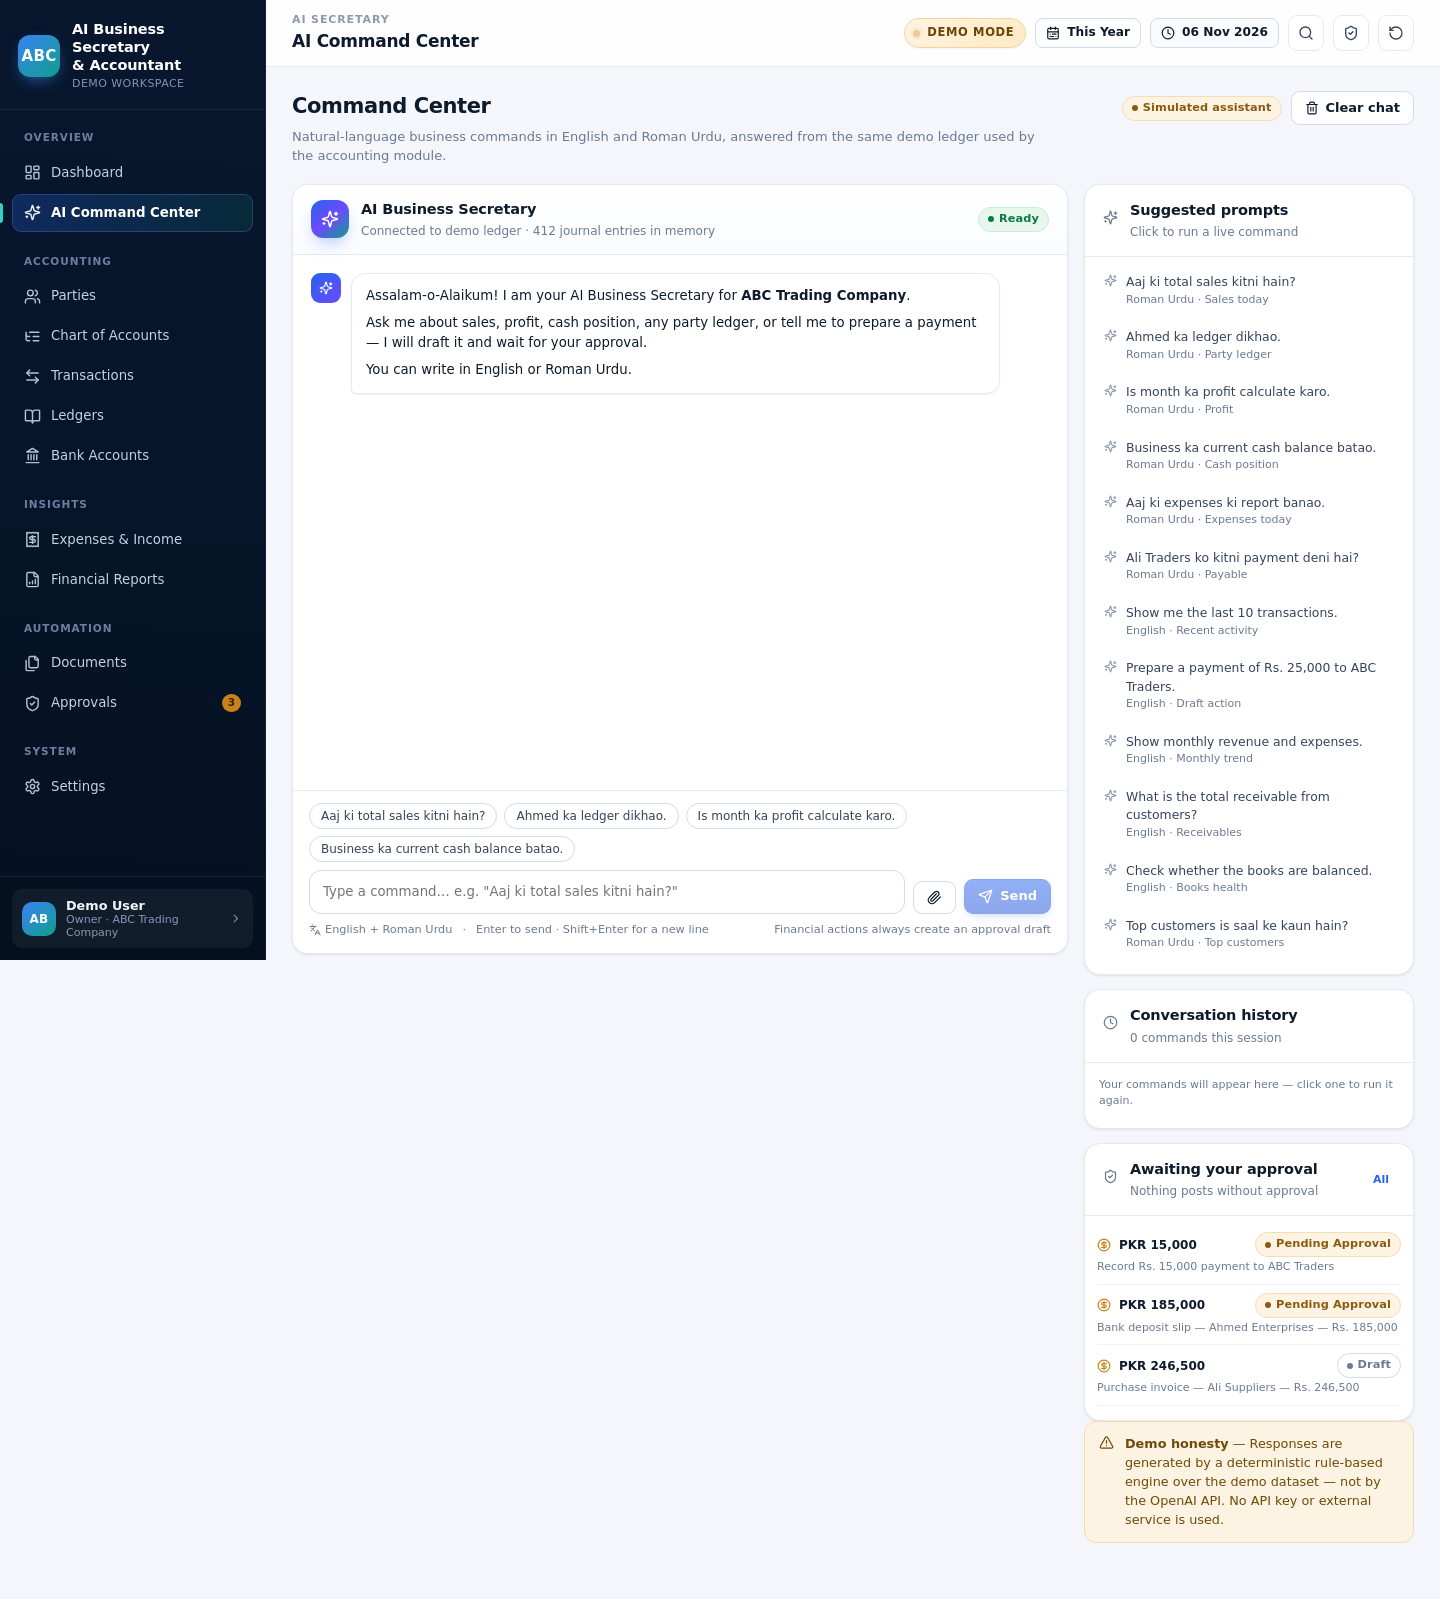 ABC
AI Business
Secretary
& Accountant
DEMO WORKSPACE
OVERVIEW
Dashboard
AI Command Center
ACCOUNTING
Parties
Chart of Accounts
Transactions
Ledgers
Bank Accounts
INSIGHTS
Expenses & Income
Financial Reports
AUTOMATION
Documents
Approvals 3
SYSTEM
Settings
AB
Demo User
Owner · ABC Trading
Company
AI SECRETARY
AI Command Center
DEMO MODE
This Year
06 Nov 2026
Command Center
Natural-language business commands in English and Roman Urdu, answered from the same demo ledger used by
the accounting module.
Simulated assistant
Clear chat
AI Business Secretary
Connected to demo ledger · 412 journal entries in memory
Ready
Assalam-o-Alaikum! I am your AI Business Secretary for ABC Trading Company.
Ask me about sales, profit, cash position, any party ledger, or tell me to prepare a payment
— I will draft it and wait for your approval.
You can write in English or Roman Urdu.
Aaj ki total sales kitni hain?
Ahmed ka ledger dikhao.
Is month ka profit calculate karo.
Business ka current cash balance batao.
Type a command... e.g. "Aaj ki total sales kitni hain?"
Send
English + Roman Urdu · Enter to send · Shift+Enter for a new line
Financial actions always create an approval draft
Suggested prompts
Click to run a live command
Aaj ki total sales kitni hain?
Roman Urdu · Sales today
Ahmed ka ledger dikhao.
Roman Urdu · Party ledger
Is month ka profit calculate karo.
Roman Urdu · Profit
Business ka current cash balance batao.
Roman Urdu · Cash position
Aaj ki expenses ki report banao.
Roman Urdu · Expenses today
Ali Traders ko kitni payment deni hai?
Roman Urdu · Payable
Show me the last 10 transactions.
English · Recent activity
Prepare a payment of Rs. 25,000 to ABC
Traders.
English · Draft action
Show monthly revenue and expenses.
English · Monthly trend
What is the total receivable from
customers?
English · Receivables
Check whether the books are balanced.
English · Books health
Top customers is saal ke kaun hain?
Roman Urdu · Top customers
Conversation history
0 commands this session
Your commands will appear here — click one to run it
again.
Awaiting your approval
Nothing posts without approval
All
PKR 15,000
Pending Approval
Record Rs. 15,000 payment to ABC Traders
PKR 185,000
Pending Approval
Bank deposit slip — Ahmed Enterprises — Rs. 185,000
PKR 246,500
Draft
Purchase invoice — Ali Suppliers — Rs. 246,500
Demo honesty — Responses are
generated by a deterministic rule-based
engine over the demo dataset — not by
the OpenAI API. No API key or external
service is used.